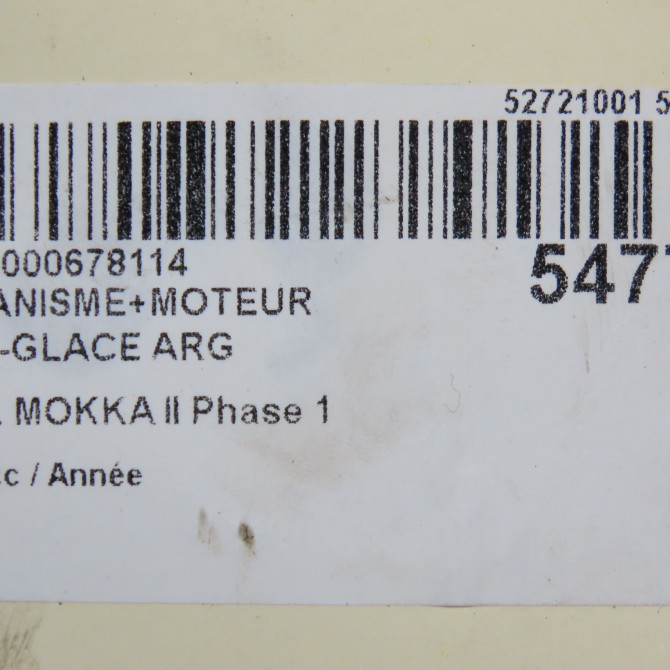 52721001 5
000678114
547
ANISME+MOTEUR
-GLACE ARG
. MOKKA II Phase 1
c / Année